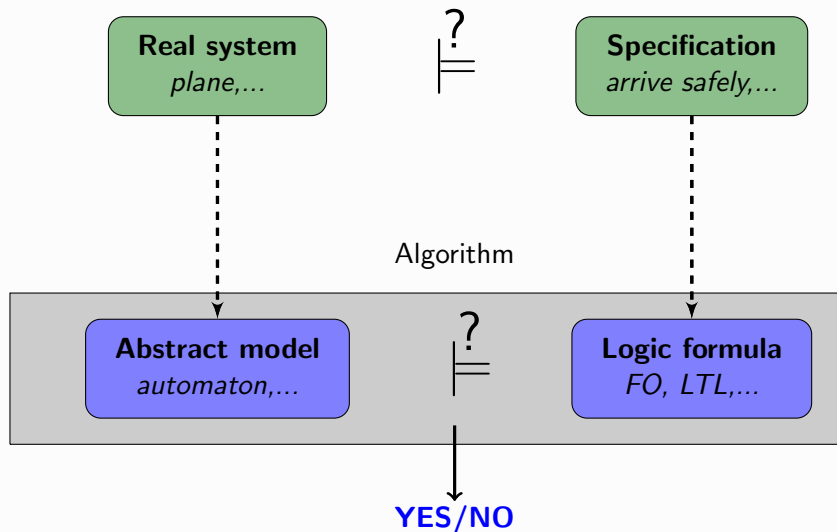 Real system
plane,...
?
⊨
Specification
arrive safely,...
Algorithm
Abstract model
automaton,...
?
⊨
Logic formula
FO, LTL,...
YES/NO